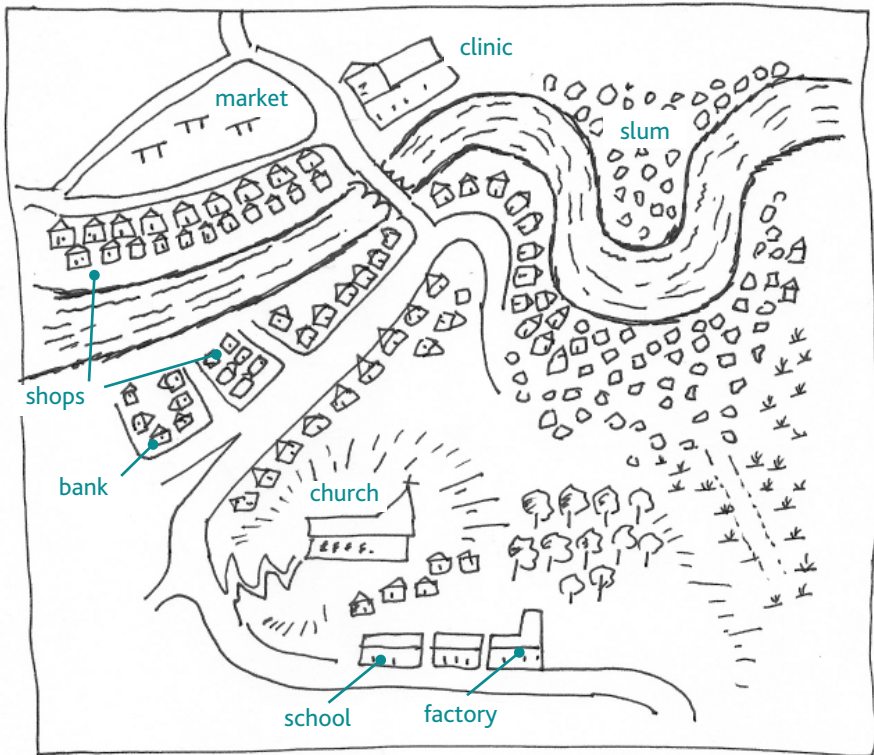 clinic
market
slum
shops
bank
church
school
factory